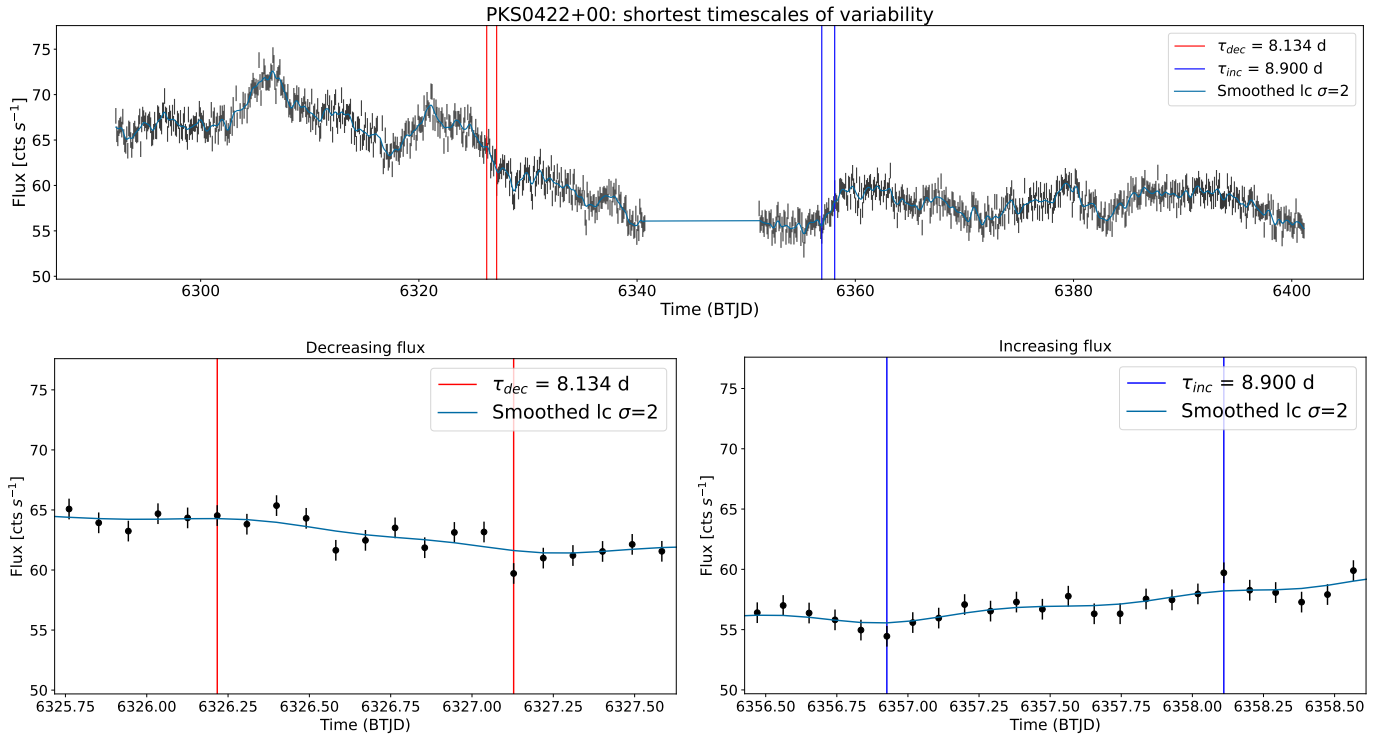 PKS0422+00: shortest timescales of variability
Flux [cts s⁻¹]
75
70
65
60
55
50
τ_dec = 8.134 d
τ_inc = 8.900 d
Smoothed lc σ=2
6300 6320 6340 6360 6380 6400
Time (BTJD)
Decreasing flux
Flux [cts s⁻¹]
75
70
65
60
55
50
τ_dec = 8.134 d
Smoothed lc σ=2
6325.75 6326.00 6326.25 6326.50 6326.75 6327.00 6327.25 6327.50
Time (BTJD)
Increasing flux
Flux [cts s⁻¹]
75
70
65
60
55
50
τ_inc = 8.900 d
Smoothed lc σ=2
6356.50 6356.75 6357.00 6357.25 6357.50 6357.75 6358.00 6358.25 6358.50
Time (BTJD)